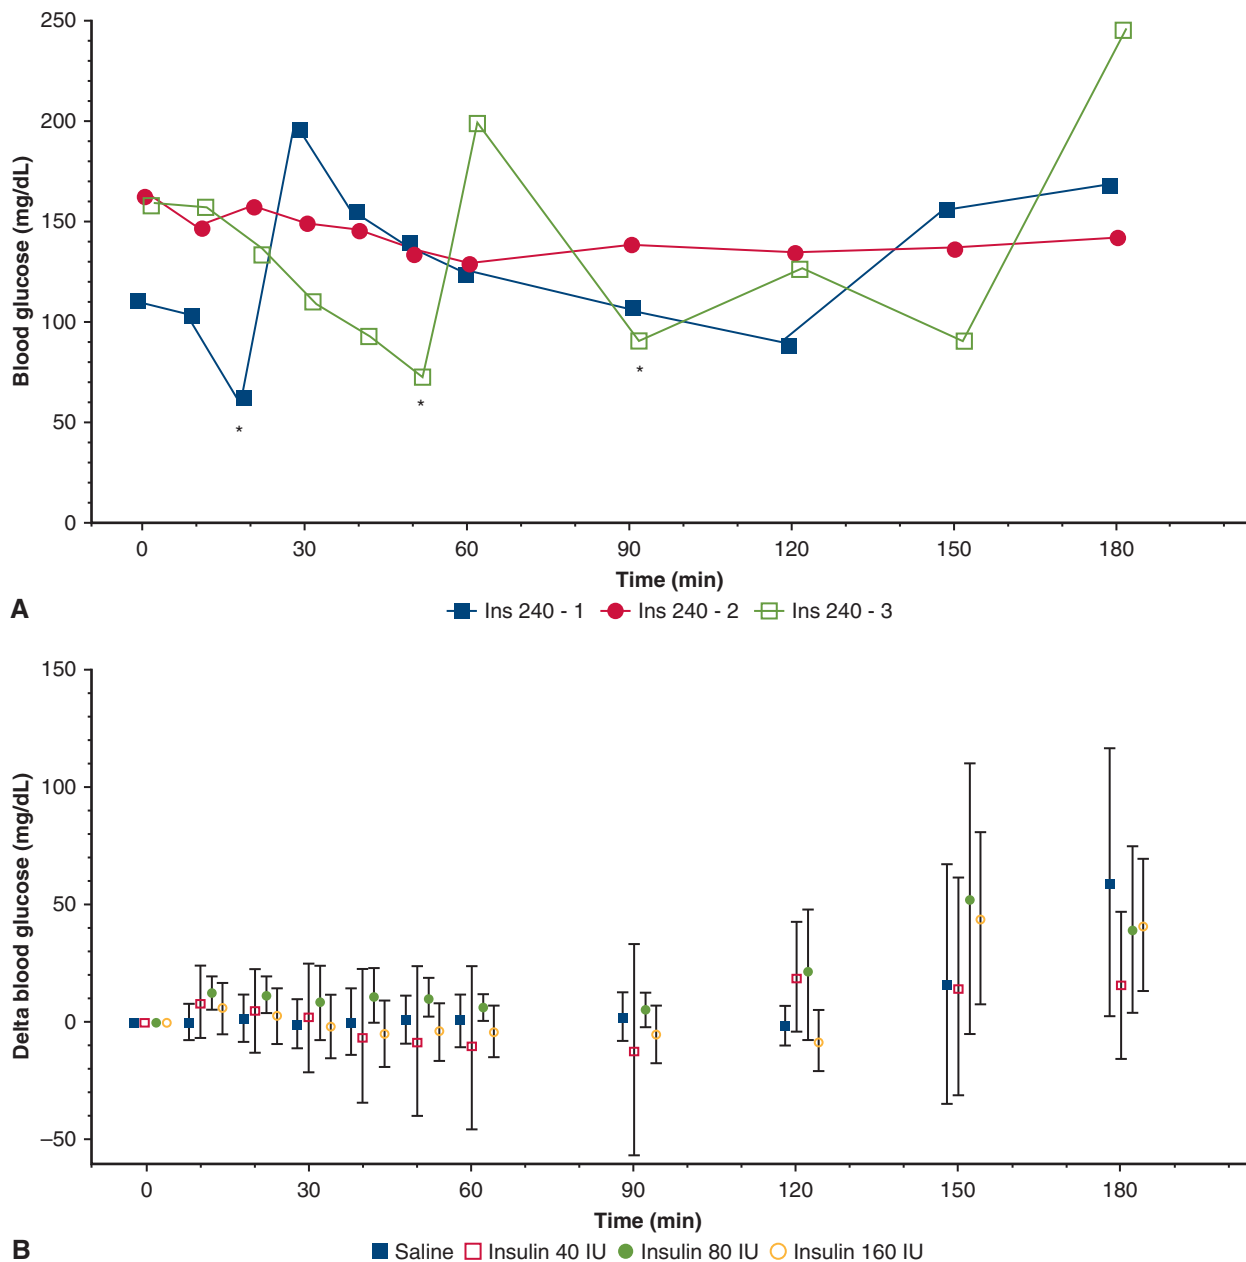 250
200
150
100
50
0
Blood glucose (mg/dL)
*
*
*
0 30 60 90 120 150 180
Time (min)
A
Ins 240 - 1 Ins 240 - 2 Ins 240 - 3
150
100
50
0
–50
Delta blood glucose (mg/dL)
0 30 60 90 120 150 180
Time (min)
B
Saline Insulin 40 IU Insulin 80 IU Insulin 160 IU